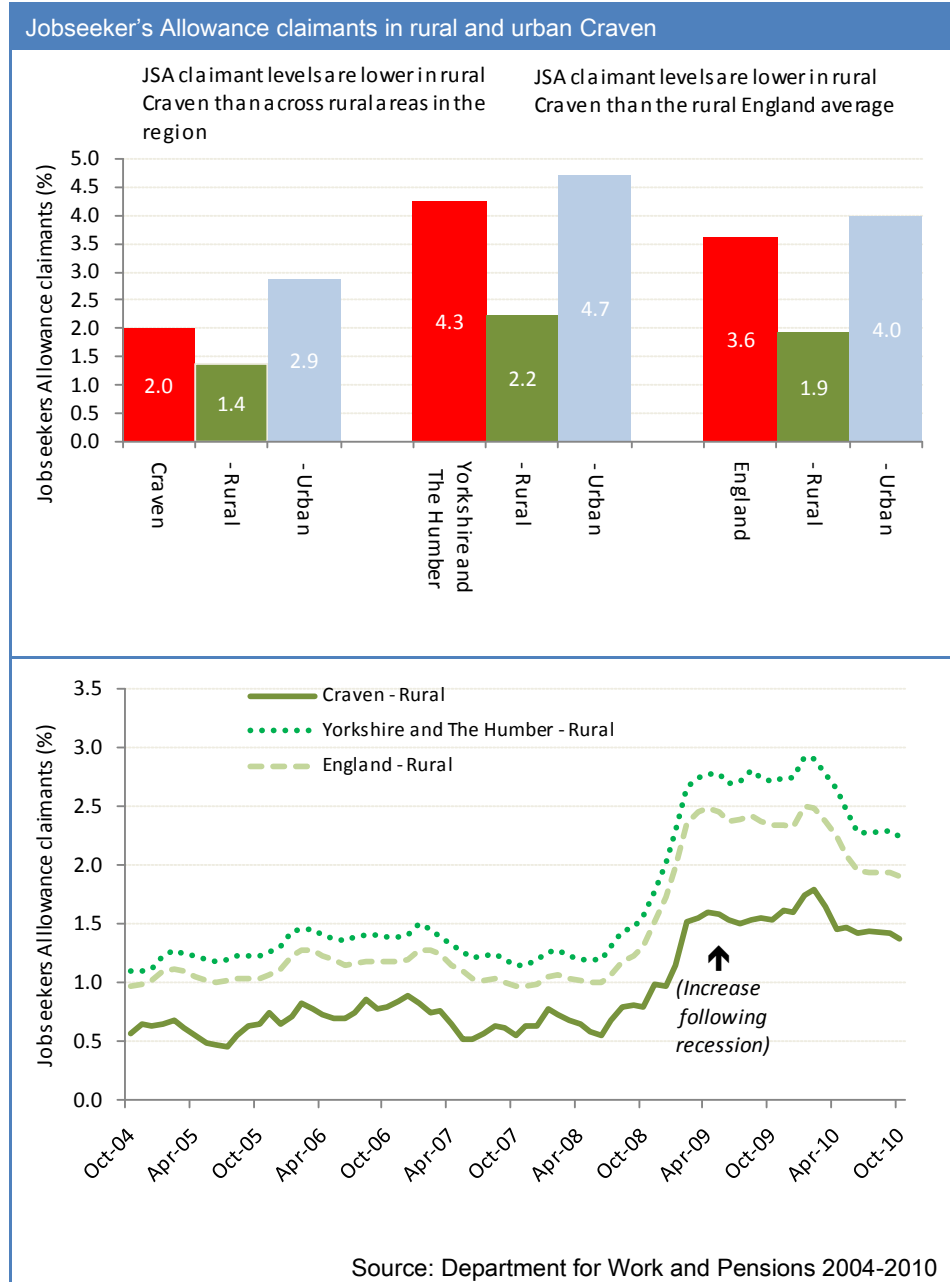 Jobseeker's Allowance claimants in rural and urban Craven
JSA claimant levels are lower in rural
Craven than across rural areas in the
region
JSA claimant levels are lower in rural
Craven than the rural England average
Jobseekers Allowance claimants (%)
5.0
4.5
4.0
3.5
3.0
2.5
2.0
1.5
1.0
0.5
0.0
2.0
1.4
2.9
4.3
2.2
4.7
3.6
1.9
4.0
Craven
- Rural
- Urban
Yorkshire and
The Humber
- Rural
- Urban
England
- Rural
- Urban
Jobseekers Alllowance claimants (%)
3.5
3.0
2.5
2.0
1.5
1.0
0.5
0.0
Craven - Rural
Yorkshire and The Humber - Rural
England - Rural
(Increase
following
recession)
Oct-04
Apr-05
Oct-05
Apr-06
Oct-06
Apr-07
Oct-07
Apr-08
Oct-08
Apr-09
Oct-09
Apr-10
Oct-10
Source: Department for Work and Pensions 2004-2010